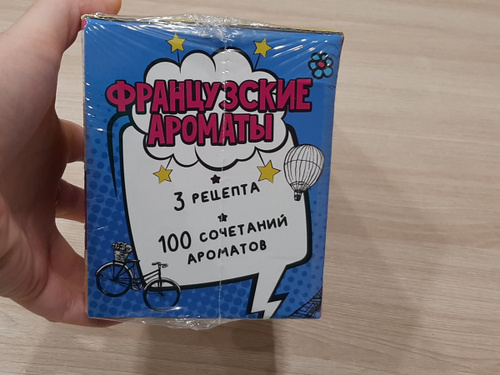 ФРАНЦУЗСКИЕ
АРОМАТЫ
3 РЕЦЕПТА
100 СОЧЕТАНИЙ
АРОМАТОВ